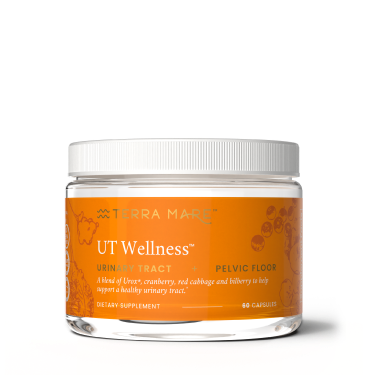 TERRA MARE™
UT Wellness™
URINARY TRACT + PELVIC FLOOR
A blend of Urox®, cranberry, red cabbage and bilberry to help
support a healthy urinary tract.*
DIETARY SUPPLEMENT
60 CAPSULES